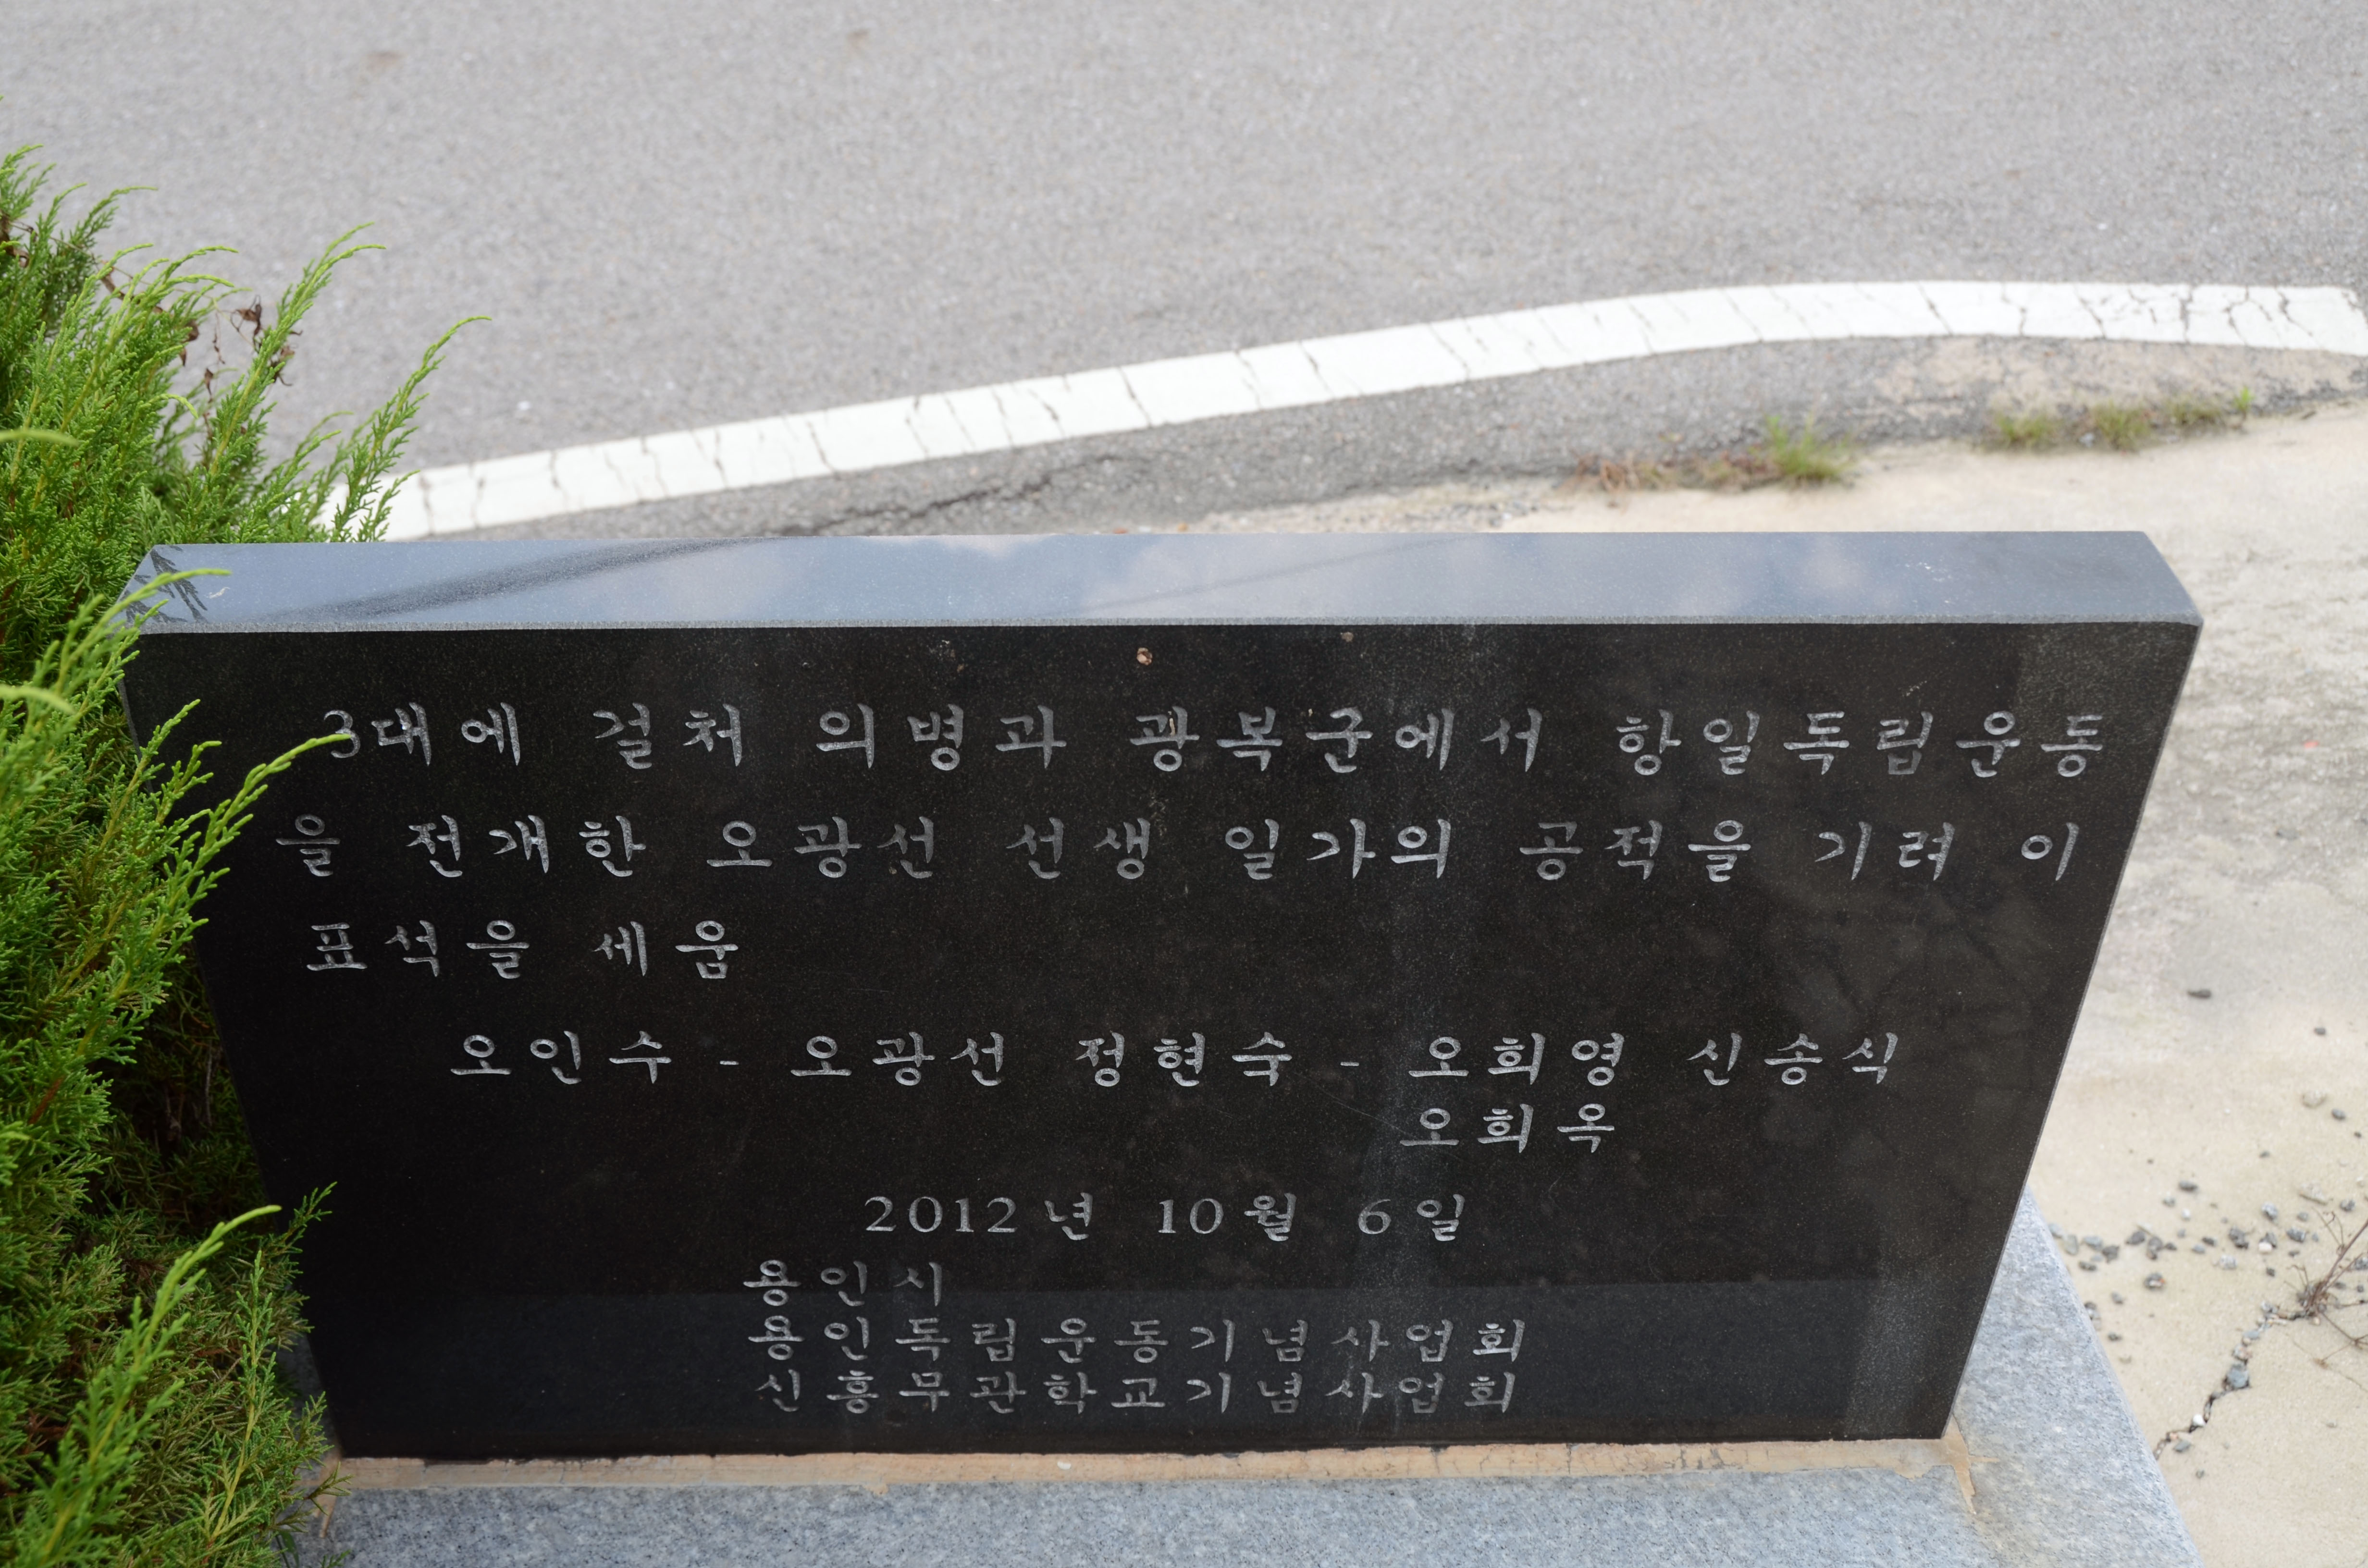 3대에 걸처 의병과 광복군에서 항일독립운동
을 전개한 오광선 선생 일가의 공적을 기려 이
표석을 세움
오인수 - 오광선 정현숙 - 오희영 신송식
오희옥
2012년 10월 6일
용인시
용인독립운동기념사업회
신흥무관학교기념사업회